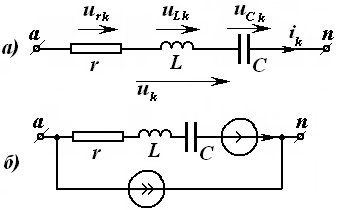 u_rk u_Lk u_Ck i_k
а) a r L C n
u_k
б) a r L C n